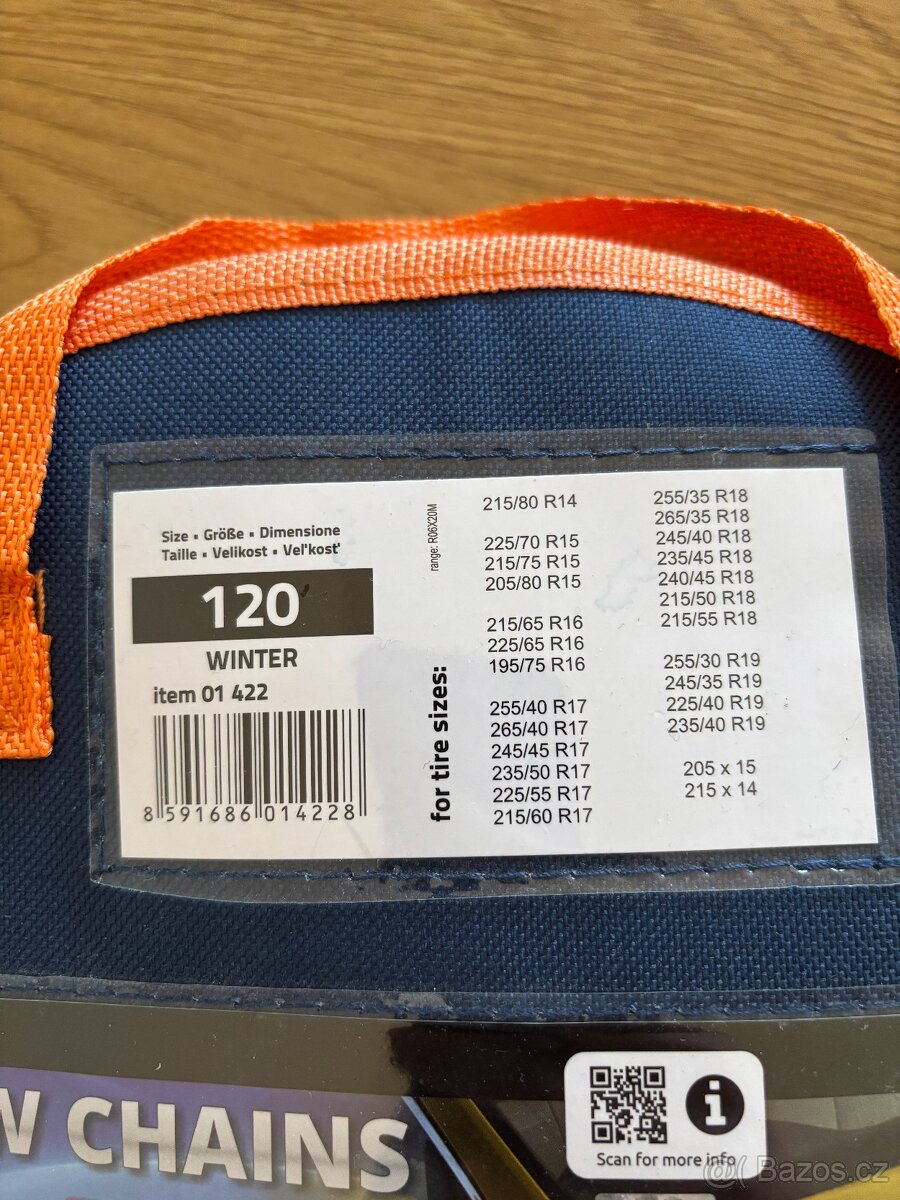 Size • Größe • Dimensione
Taille • Velikost • Vel'kost'
120
WINTER
item 01 422
8 591686 014228
range: R06X20M
for tire sizes:
215/80 R14
225/70 R15
215/75 R15
205/80 R15
215/65 R16
225/65 R16
195/75 R16
255/40 R17
265/40 R17
245/45 R17
235/50 R17
225/55 R17
215/60 R17
255/35 R18
265/35 R18
245/40 R18
235/45 R18
240/45 R18
215/50 R18
215/55 R18
255/30 R19
245/35 R19
225/40 R19
235/40 R19
205 x 15
215 x 14
W CHAINS
i
Scan for more info
Bazos.cz